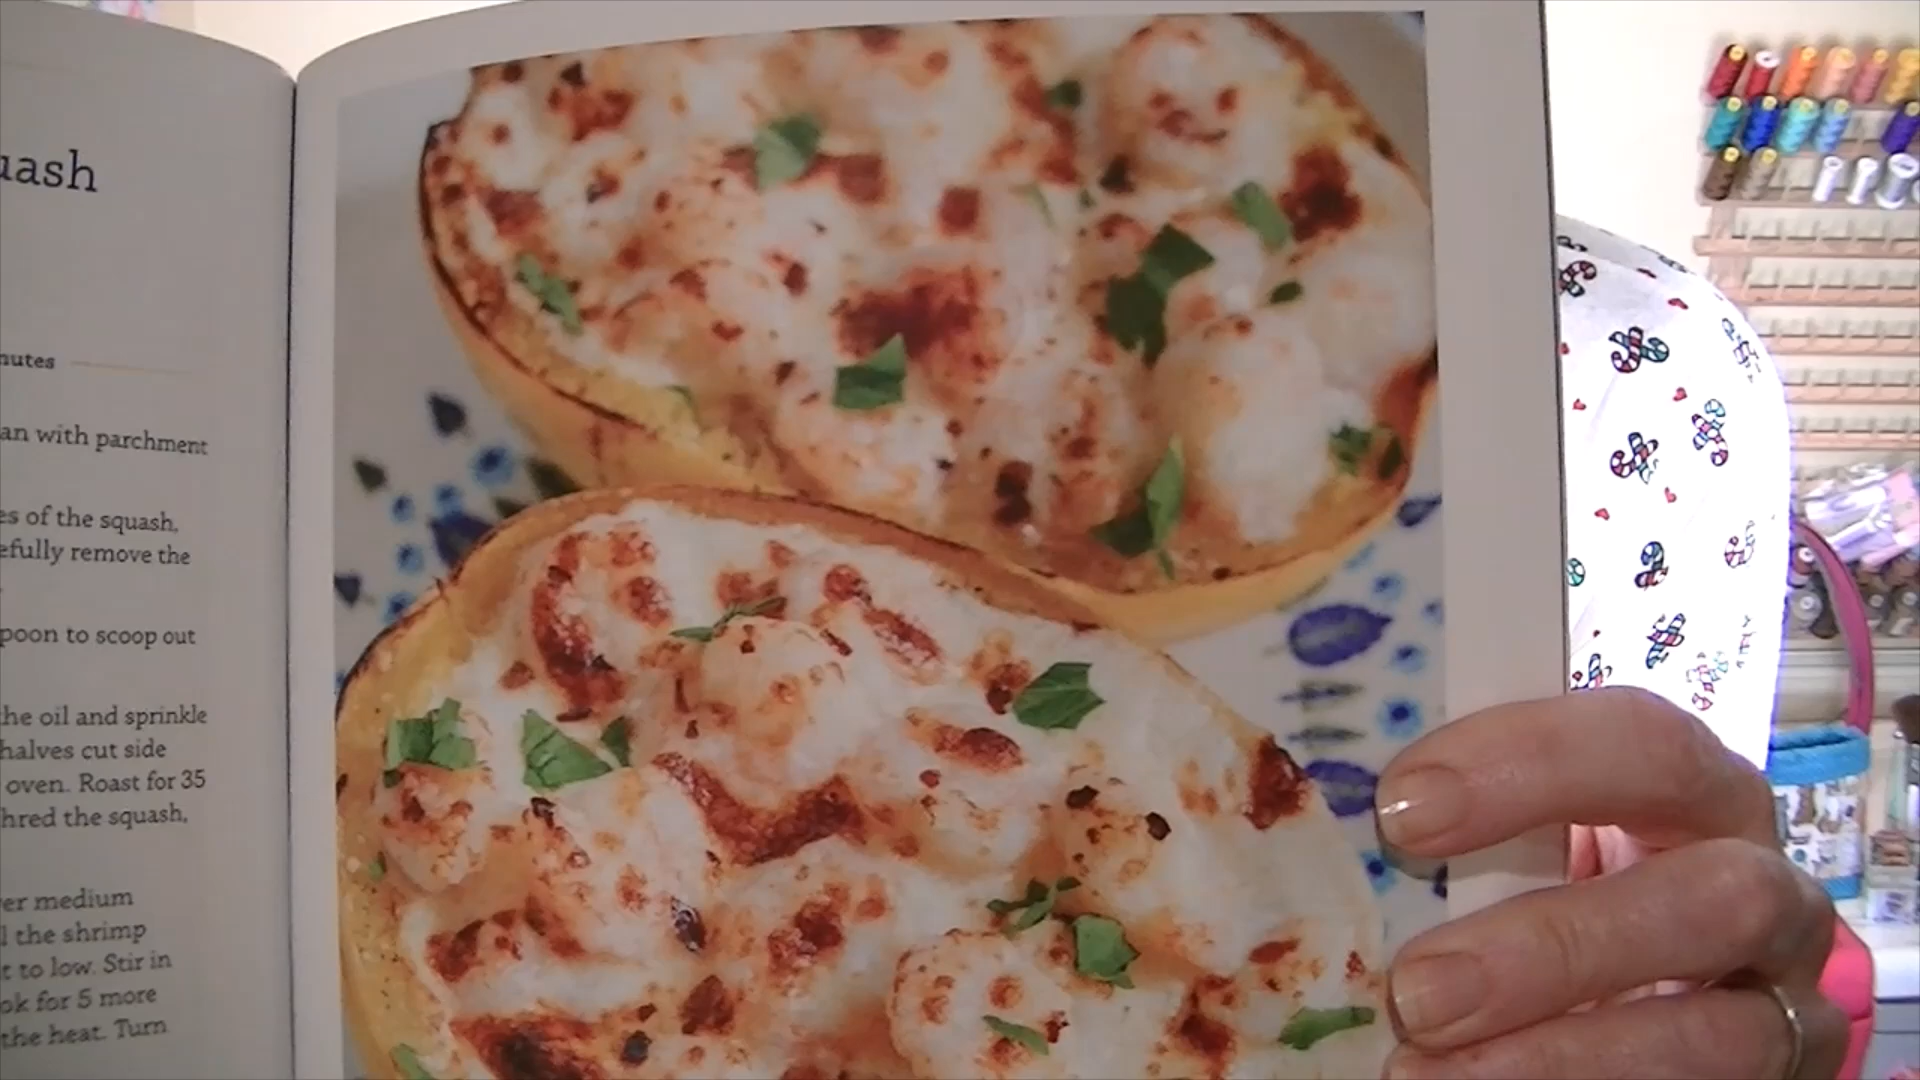 uash
nutes
an with parchment
es of the squash,
efully remove the
poon to scoop out
he oil and sprinkle
halves cut side
oven. Roast for 35
hred the squash,
er medium
l the shrimp
t to low. Stir in
ok for 5 more
the heat. Turn